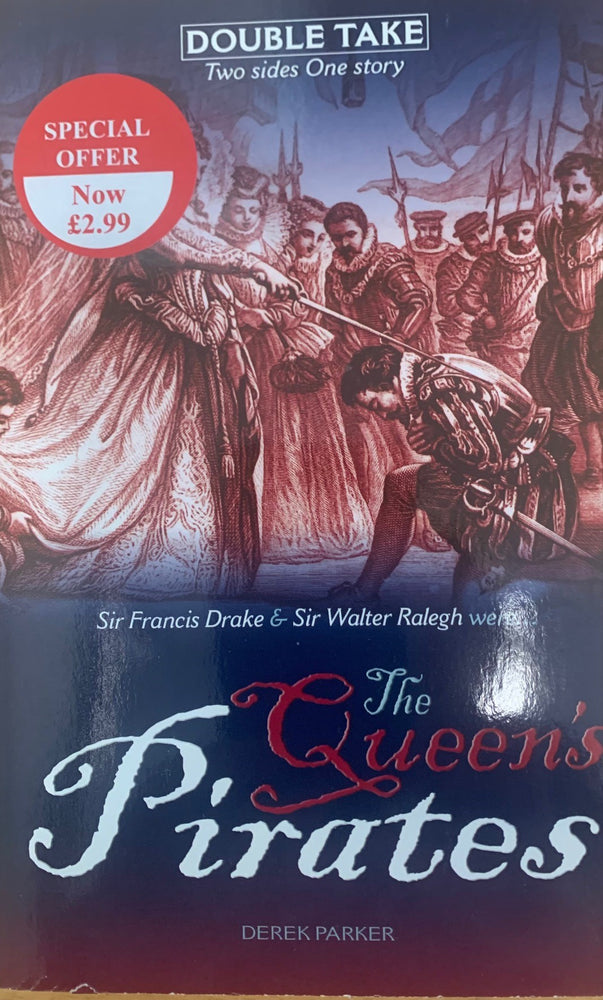 DOUBLE TAKE
Two sides One story
SPECIAL
OFFER
Now
£2.99
Sir Francis Drake & Sir Walter Ralegh
The
Queen's
Pirates
DEREK PARKER